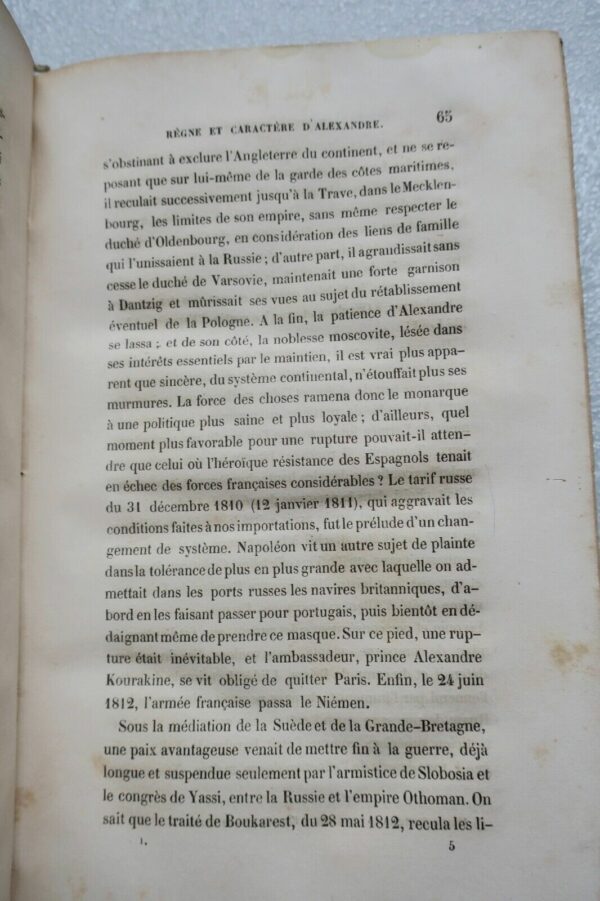 RÈGNE ET CARACTÈRE D'ALEXANDRE. 65
s'obstinant à exclure l'Angleterre du continent, et ne se re-
posant que sur lui-même de la garde des côtes maritimes,
il reculait successivement jusqu'à la Trave, dans le Mecklen-
bourg, les limites de son empire, sans même respecter le
duché d'Oldenbourg, en considération des liens de famille
qui l'unissaient à la Russie ; d'autre part, il agrandissait sans
cesse le duché de Varsovie, maintenait une forte garnison
à Dantzig et mûrissait ses vues au sujet du rétablissement
éventuel de la Pologne. A la fin, la patience d'Alexandre
se lassa ; et de son côté, la noblesse moscovite, lésée dans
ses intérêts essentiels par le maintien, il est vrai plus appa-
rent que sincère, du système continental, n'étouffait plus ses
murmures. La force des choses ramena donc le monarque
à une politique plus saine et plus loyale ; d'ailleurs, quel
moment plus favorable pour une rupture pouvait-il atten-
dre que celui où l'héroïque résistance des Espagnols tenait
en échec des forces françaises considérables ? Le tarif russe
du 31 décembre 1810 (12 janvier 1811), qui aggravait les
conditions faites à nos importations, fut le prélude d'un chan-
gement de système. Napoléon vit un autre sujet de plainte
dans la tolérance de plus en plus grande avec laquelle on ad-
mettait dans les ports russes les navires britanniques, d'a-
bord en les faisant passer pour portugais, puis bientôt en dé-
daignant même de prendre ce masque. Sur ce pied, une rup-
ture était inévitable, et l'ambassadeur, prince Alexandre
Kourakine, se vit obligé de quitter Paris. Enfin, le 24 juin
1812, l'armée française passa le Niémen.
Sous la médiation de la Suède et de la Grande-Bretagne,
une paix avantageuse venait de mettre fin à la guerre, déjà
longue et suspendue seulement par l'armistice de Slobosia et
le congrès de Yassi, entre la Russie et l'empire Othoman. On
sait que le traité de Boukarest, du 28 mai 1812, recula les li-
I. 5